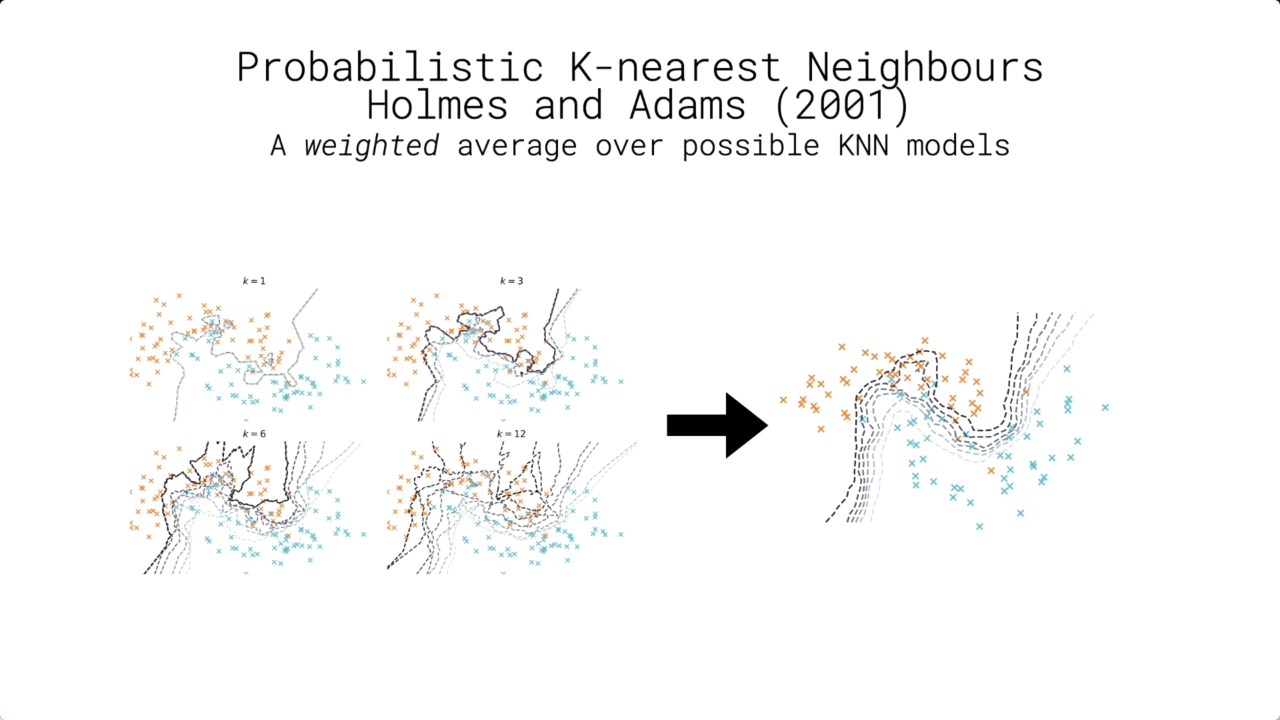 Probabilistic K-nearest Neighbours
Holmes and Adams (2001)
A weighted average over possible KNN models
k = 1
k = 3
k = 6
k = 12